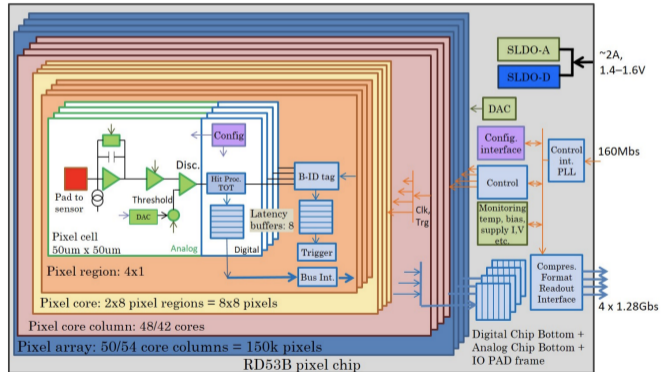 SLDO-A
SLDO-D
~2A,
1.4–1.6V
DAC
Config.
interface
Control
int.
PLL
160Mbs
Control
Monitoring
temp, bias,
supply I,V
etc.
Clk,
Trg
Compres.
Format
Readout
Interface
4 x 1.28Gbs
Config
Disc.
Hit Proc.
TOT
B-ID tag
Pad to
sensor
Threshold
DAC
Latency
buffers: 8
Pixel cell
50um x 50um
Analog
Digital
Trigger
Bus Int.
Pixel region: 4x1
Pixel core: 2x8 pixel regions = 8x8 pixels
Pixel core column: 48/42 cores
Pixel array: 50/54 core columns = 150k pixels
Digital Chip Bottom +
Analog Chip Bottom +
IO PAD frame
RD53B pixel chip